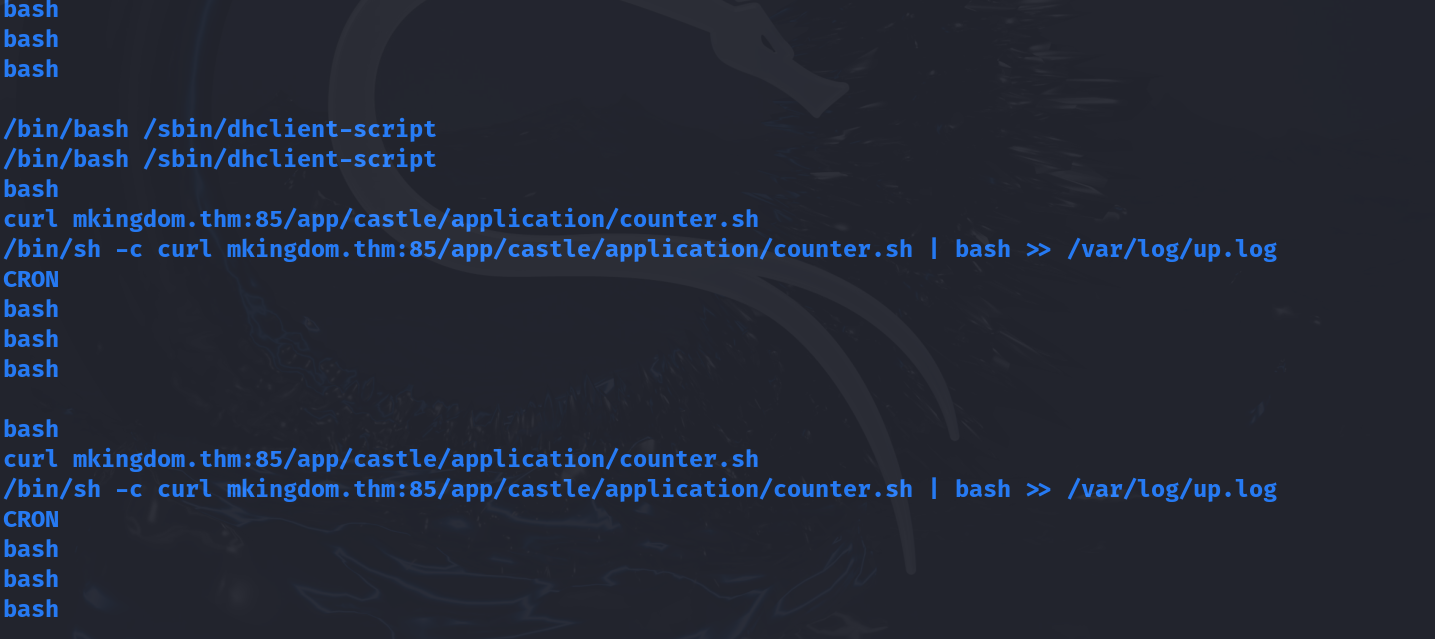 bash
bash
bash
/bin/bash /sbin/dhclient-script
/bin/bash /sbin/dhclient-script
bash
curl mkingdom.thm:85/app/castle/application/counter.sh
/bin/sh -c curl mkingdom.thm:85/app/castle/application/counter.sh | bash >> /var/log/up.log
CRON
bash
bash
bash
bash
curl mkingdom.thm:85/app/castle/application/counter.sh
/bin/sh -c curl mkingdom.thm:85/app/castle/application/counter.sh | bash >> /var/log/up.log
CRON
bash
bash
bash